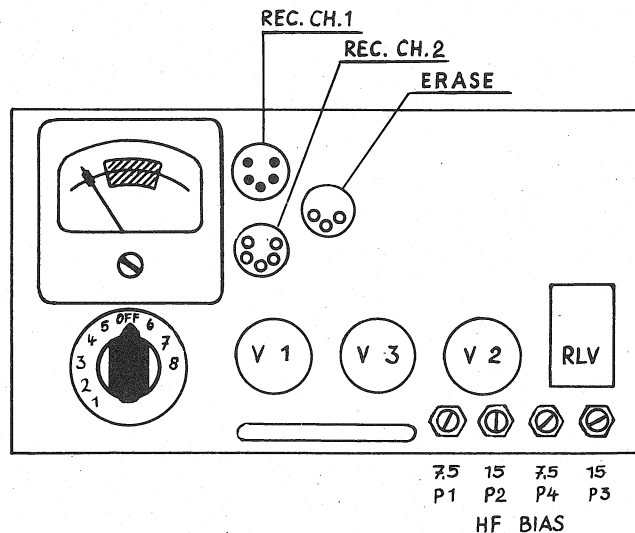 REC. CH.1
REC. CH.2
ERASE
OFF
5 6
4 7
3 8
2
1
V 1 V 3 V 2 RLV
7.5 15 7.5 15
P1 P2 P4 P3
HF BIAS